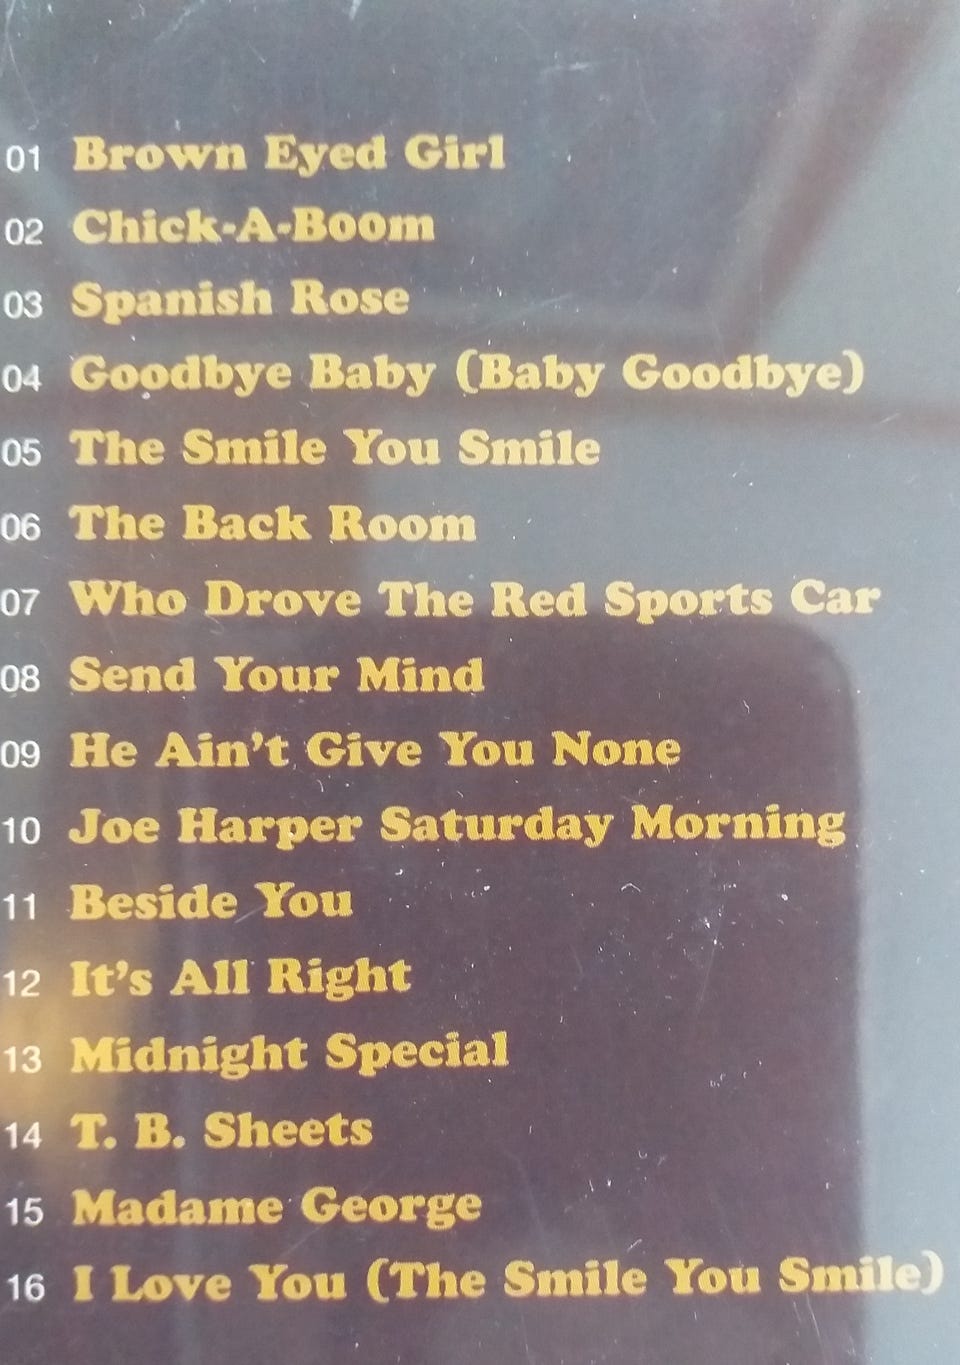 01 Brown Eyed Girl
02 Chick-A-Boom
03 Spanish Rose
04 Goodbye Baby (Baby Goodbye)
05 The Smile You Smile
06 The Back Room
07 Who Drove The Red Sports Car
08 Send Your Mind
09 He Ain't Give You None
10 Joe Harper Saturday Morning
11 Beside You
12 It's All Right
13 Midnight Special
14 T. B. Sheets
15 Madame George
16 I Love You (The Smile You Smile)